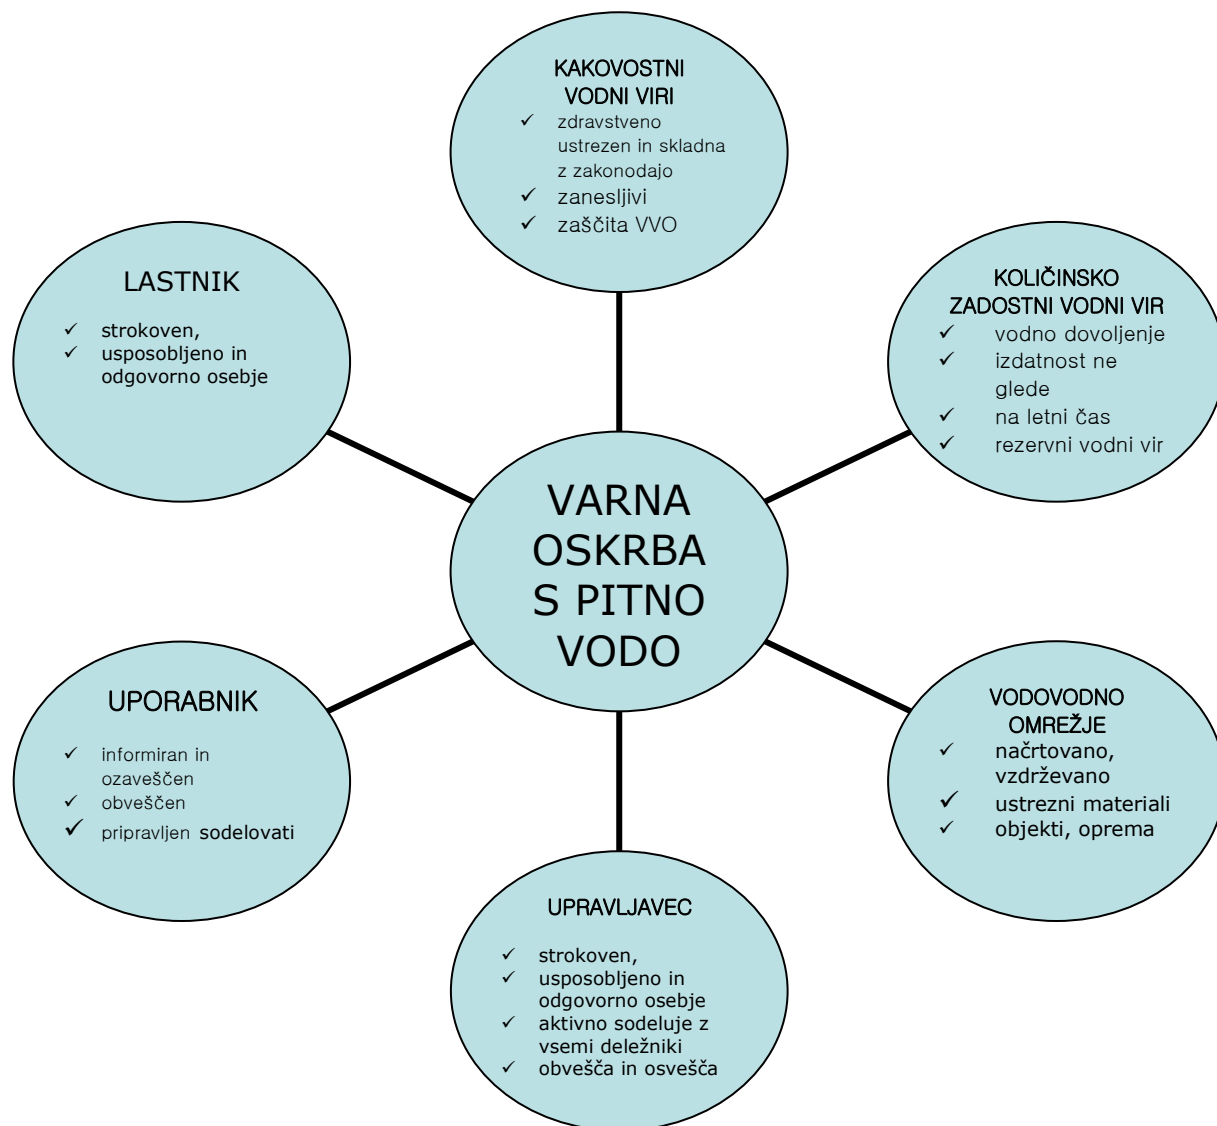 KAKOVOSTNI
VODNI VIRI
✓ zdravstveno
ustrezen in skladna
z zakonodajo
✓ zanesljivi
✓ zaščita VVO
LASTNIK
✓ strokoven,
✓ usposobljeno in
odgovorno osebje
KOLIČINSKO
ZADOSTNI VODNI VIR
✓ vodno dovoljenje
✓ izdatnost ne
glede
✓ na letni čas
✓ rezervni vodni vir
VARNA
OSKRBA
S PITNO
VODO
UPORABNIK
✓ informiran in
ozaveščen
✓ obveščen
✓ pripravljen sodelovati
VODOVODNO
OMREŽJE
✓ načrtovano,
vzdrževano
✓ ustrezni materiali
✓ objekti, oprema
UPRAVLJAVEC
✓ strokoven,
✓ usposobljeno in
odgovorno osebje
✓ aktivno sodeluje z
vsemi deležniki
✓ obvešča in osvešča